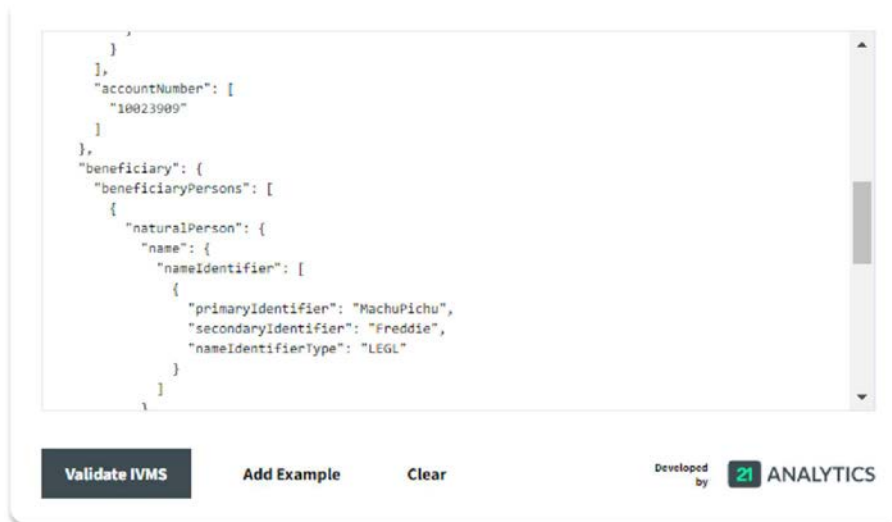 }
],
"accountNumber": [
"10023909"
]
},
"beneficiary": {
"beneficiaryPersons": [
{
"naturalPerson": {
"name": {
"nameIdentifier": [
{
"primaryIdentifier": "MachuPichu",
"secondaryIdentifier": "Freddie",
"nameIdentifierType": "LEGL"
}
]
}
Validate IVMS
Add Example
Clear
Developed
by
21 ANALYTICS